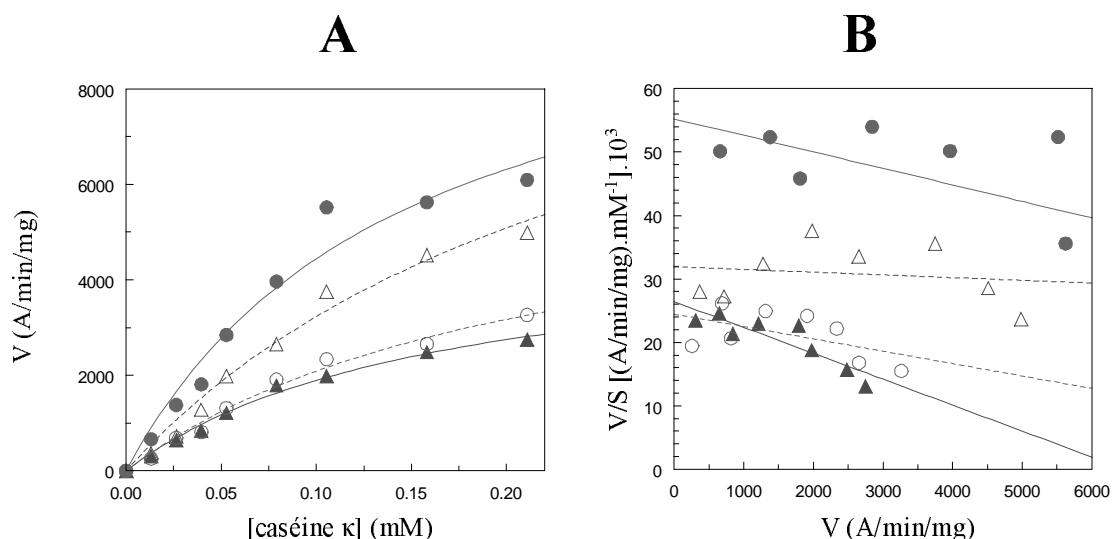 A
V (A/min/mg)
8000
6000
4000
2000
0
0.00 0.05 0.10 0.15 0.20
[caséine κ] (mM)
B
V/S [(A/min/mg).mM⁻¹].10³
60
50
40
30
20
10
0
0 1000 2000 3000 4000 5000 6000
V (A/min/mg)